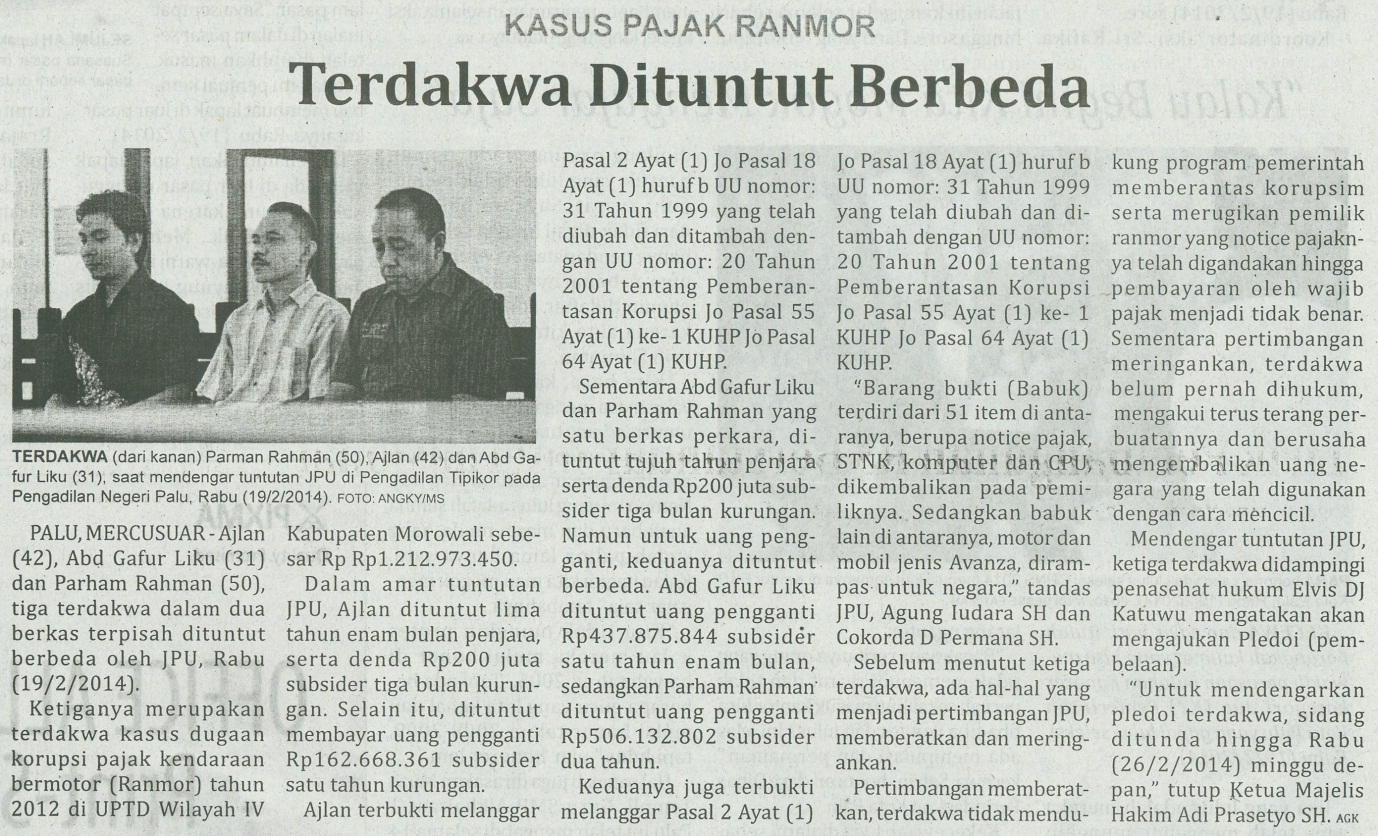 KASUS PAJAK RANMOR
Terdakwa Dituntut Berbeda
TERDAKWA (dari kanan) Parman Rahman (50), Ajlan (42) dan Abd Ga-
fur Liku (31), saat mendengar tuntutan JPU di Pengadilan Tipikor pada
Pengadilan Negeri Palu, Rabu (19/2/2014). FOTO: ANGKY/MS
PALU, MERCUSUAR - Ajlan
(42), Abd Gafur Liku (31)
dan Parham Rahman (50),
tiga terdakwa dalam dua
berkas terpisah dituntut
berbeda oleh JPU, Rabu
(19/2/2014).
Ketiganya merupakan
terdakwa kasus dugaan
korupsi pajak kendaraan
bermotor (Ranmor) tahun
2012 di UPTD Wilayah IV
Kabupaten Morowali sebe-
sar Rp Rp1.212.973.450.
Dalam amar tuntutan
JPU, Ajlan dituntut lima
tahun enam bulan penjara,
serta denda Rp200 juta
subsider tiga bulan kurun-
gan. Selain itu, dituntut
membayar uang pengganti
Rp162.668.361 subsider
satu tahun kurungan.
Ajlan terbukti melanggar
Pasal 2 Ayat (1) Jo Pasal 18
Ayat (1) huruf b UU nomor:
31 Tahun 1999 yang telah
diubah dan ditambah den-
gan UU nomor: 20 Tahun
2001 tentang Pemberan-
tasan Korupsi Jo Pasal 55
Ayat (1) ke- 1 KUHP Jo Pasal
64 Ayat (1) KUHP.
Sementara Abd Gafur Liku
dan Parham Rahman yang
satu berkas perkara, di-
tuntut tujuh tahun penjara
serta denda Rp200 juta sub-
sider tiga bulan kurungan.
Namun untuk uang peng-
ganti, keduanya dituntut
berbeda. Abd Gafur Liku
dituntut uang pengganti
Rp437.875.844 subsider
satu tahun enam bulan,
sedangkan Parham Rahman
dituntut uang pengganti
Rp506.132.802 subsider
dua tahun.
Keduanya juga terbukti
melanggar Pasal 2 Ayat (1)
Jo Pasal 18 Ayat (1) huruf b
UU nomor: 31 Tahun 1999
yang telah diubah dan di-
tambah dengan UU nomor:
20 Tahun 2001 tentang
Pemberantasan Korupsi
Jo Pasal 55 Ayat (1) ke- 1
KUHP Jo Pasal 64 Ayat (1)
KUHP.
“Barang bukti (Babuk)
terdiri dari 51 item di anta-
ranya, berupa notice pajak,
STNK, komputer dan CPU,
dikembalikan pada pemi-
liknya. Sedangkan babuk
lain di antaranya, motor dan
mobil jenis Avanza, diram-
pas untuk negara,” tandas
JPU, Agung Iudara SH dan
Cokorda D Permana SH.
Sebelum menutut ketiga
terdakwa, ada hal-hal yang
menjadi pertimbangan JPU,
memberatkan dan mering-
ankan.
Pertimbangan memberat-
kan, terdakwa tidak mendu-
kung program pemerintah
memberantas korupsim
serta merugikan pemilik
ranmor yang notice pajakn-
ya telah digandakan hingga
pembayaran oleh wajib
pajak menjadi tidak benar.
Sementara pertimbangan
meringankan, terdakwa
belum pernah dihukum,
mengakui terus terang per-
buatannya dan berusaha
mengembalikan uang ne-
gara yang telah digunakan
dengan cara mencicil.
Mendengar tuntutan JPU,
ketiga terdakwa didampingi
penasehat hukum Elvis DJ
Katuwu mengatakan akan
mengajukan Pledoi (pem-
belaan).
“Untuk mendengarkan
pledoi terdakwa, sidang
ditunda hingga Rabu
(26/2/2014) minggu de-
pan,” tutup Ketua Majelis
Hakim Adi Prasetyo SH. AGK